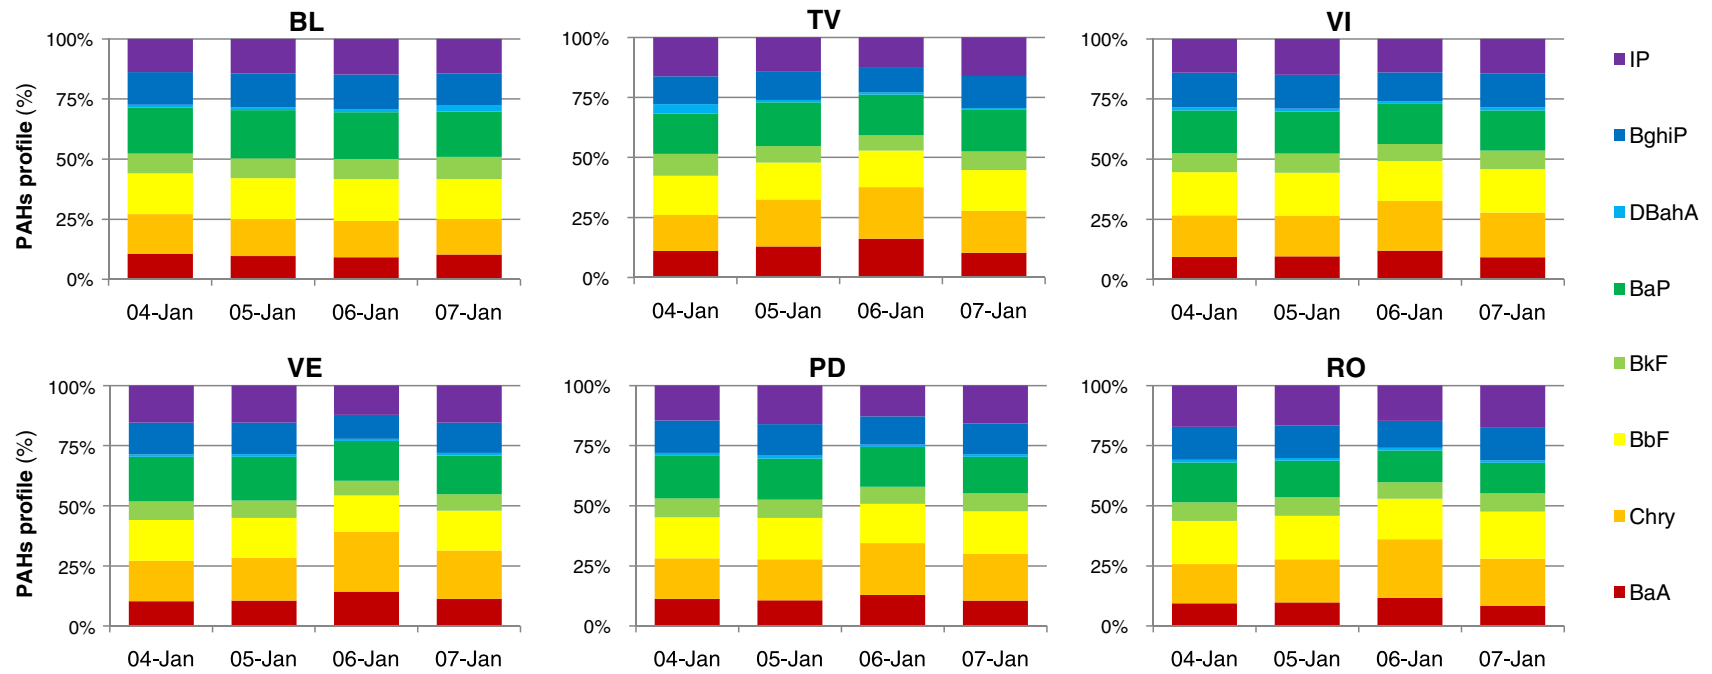 BL
PAHs profile (%)
100%
75%
50%
25%
0%
04-Jan 05-Jan 06-Jan 07-Jan
TV
100%
75%
50%
25%
0%
04-Jan 05-Jan 06-Jan 07-Jan
VI
100%
75%
50%
25%
0%
04-Jan 05-Jan 06-Jan 07-Jan
VE
PAHs profile (%)
100%
75%
50%
25%
0%
04-Jan 05-Jan 06-Jan 07-Jan
PD
100%
75%
50%
25%
0%
04-Jan 05-Jan 06-Jan 07-Jan
RO
100%
75%
50%
25%
0%
04-Jan 05-Jan 06-Jan 07-Jan
IP
BghiP
DBahA
BaP
BkF
BbF
Chry
BaA